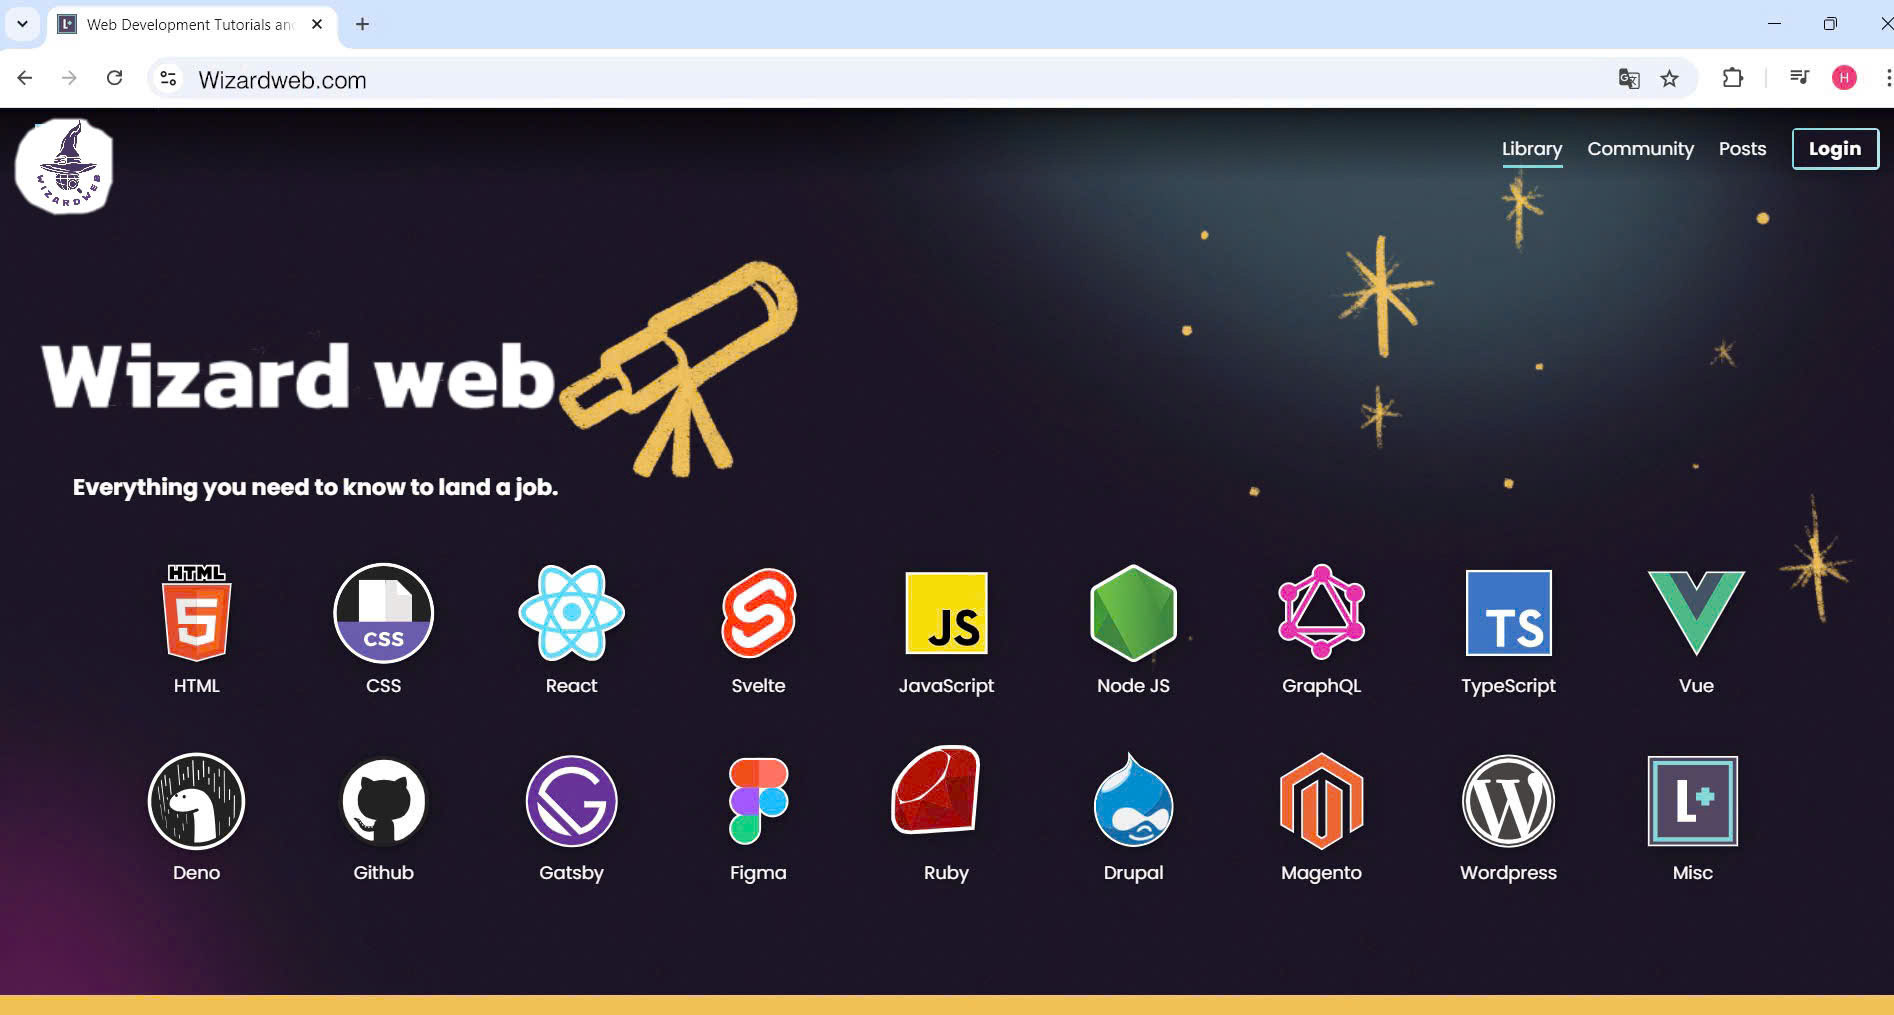 Web Development Tutorials an
Wizardweb.com
H
WIZARDWEB
Library Community Posts Login
Wizard web
Everything you need to know to land a job.
HTML
5
CSS
JS
TS
HTML CSS React Svelte JavaScript Node JS GraphQL TypeScript Vue
W
L+
Deno Github Gatsby Figma Ruby Drupal Magento Wordpress Misc